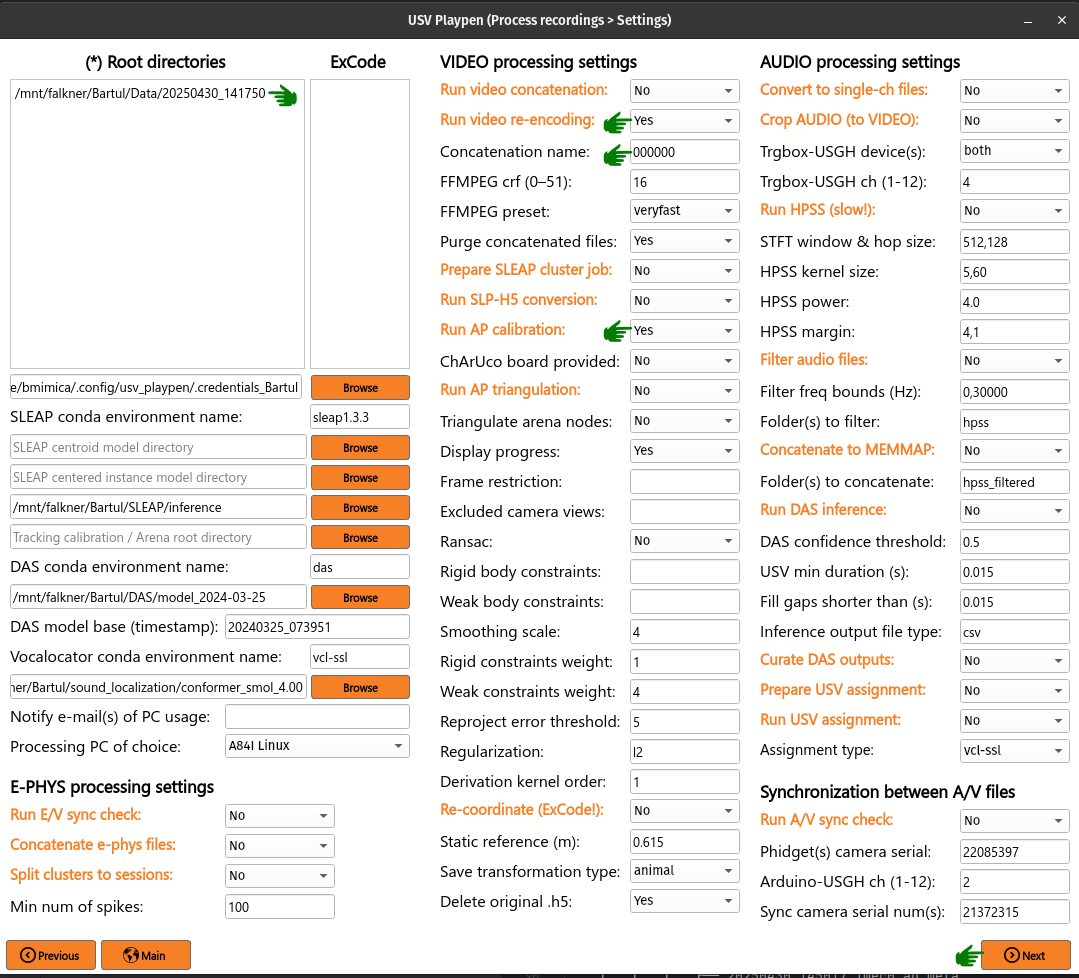 USV Playpen (Process recordings > Settings)
(*) Root directories
ExCode
/mnt/falkner/Bartul/Data/20250430_141750
e/bmimica/.config/usv_playpen/.credentials_Bartul
Browse
SLEAP conda environment name:
sleap1.3.3
SLEAP centroid model directory
Browse
SLEAP centered instance model directory
Browse
/mnt/falkner/Bartul/SLEAP/inference
Browse
Tracking calibration / Arena root directory
Browse
DAS conda environment name:
das
/mnt/falkner/Bartul/DAS/model_2024-03-25
Browse
DAS model base (timestamp):
20240325_073951
Vocalocator conda environment name:
vcl-ssl
ner/Bartul/sound_localization/conformer_smol_4.00
Browse
Notify e-mail(s) of PC usage:
Processing PC of choice:
A84I Linux
E-PHYS processing settings
Run E/V sync check:
No
Concatenate e-phys files:
No
Split clusters to sessions:
No
Min num of spikes:
100
VIDEO processing settings
Run video concatenation:
No
Run video re-encoding:
Yes
Concatenation name:
000000
FFMPEG crf (0–51):
16
FFMPEG preset:
veryfast
Purge concatenated files:
Yes
Prepare SLEAP cluster job:
No
Run SLP-H5 conversion:
No
Run AP calibration:
Yes
ChArUco board provided:
No
Run AP triangulation:
No
Triangulate arena nodes:
No
Display progress:
Yes
Frame restriction:
Excluded camera views:
Ransac:
No
Rigid body constraints:
Weak body constraints:
Smoothing scale:
4
Rigid constraints weight:
1
Weak constraints weight:
4
Reproject error threshold:
5
Regularization:
l2
Derivation kernel order:
1
Re-coordinate (ExCode!):
No
Static reference (m):
0.615
Save transformation type:
animal
Delete original .h5:
Yes
AUDIO processing settings
Convert to single-ch files:
No
Crop AUDIO (to VIDEO):
No
Trgbox-USGH device(s):
both
Trgbox-USGH ch (1-12):
4
Run HPSS (slow!):
No
STFT window & hop size:
512,128
HPSS kernel size:
5,60
HPSS power:
4.0
HPSS margin:
4,1
Filter audio files:
No
Filter freq bounds (Hz):
0,30000
Folder(s) to filter:
hpss
Concatenate to MEMMAP:
No
Folder(s) to concatenate:
hpss_filtered
Run DAS inference:
No
DAS confidence threshold:
0.5
USV min duration (s):
0.015
Fill gaps shorter than (s):
0.015
Inference output file type:
csv
Curate DAS outputs:
No
Prepare USV assignment:
No
Run USV assignment:
No
Assignment type:
vcl-ssl
Synchronization between A/V files
Run A/V sync check:
No
Phidget(s) camera serial:
22085397
Arduino-USGH ch (1-12):
2
Sync camera serial num(s):
21372315
Previous
Main
Next